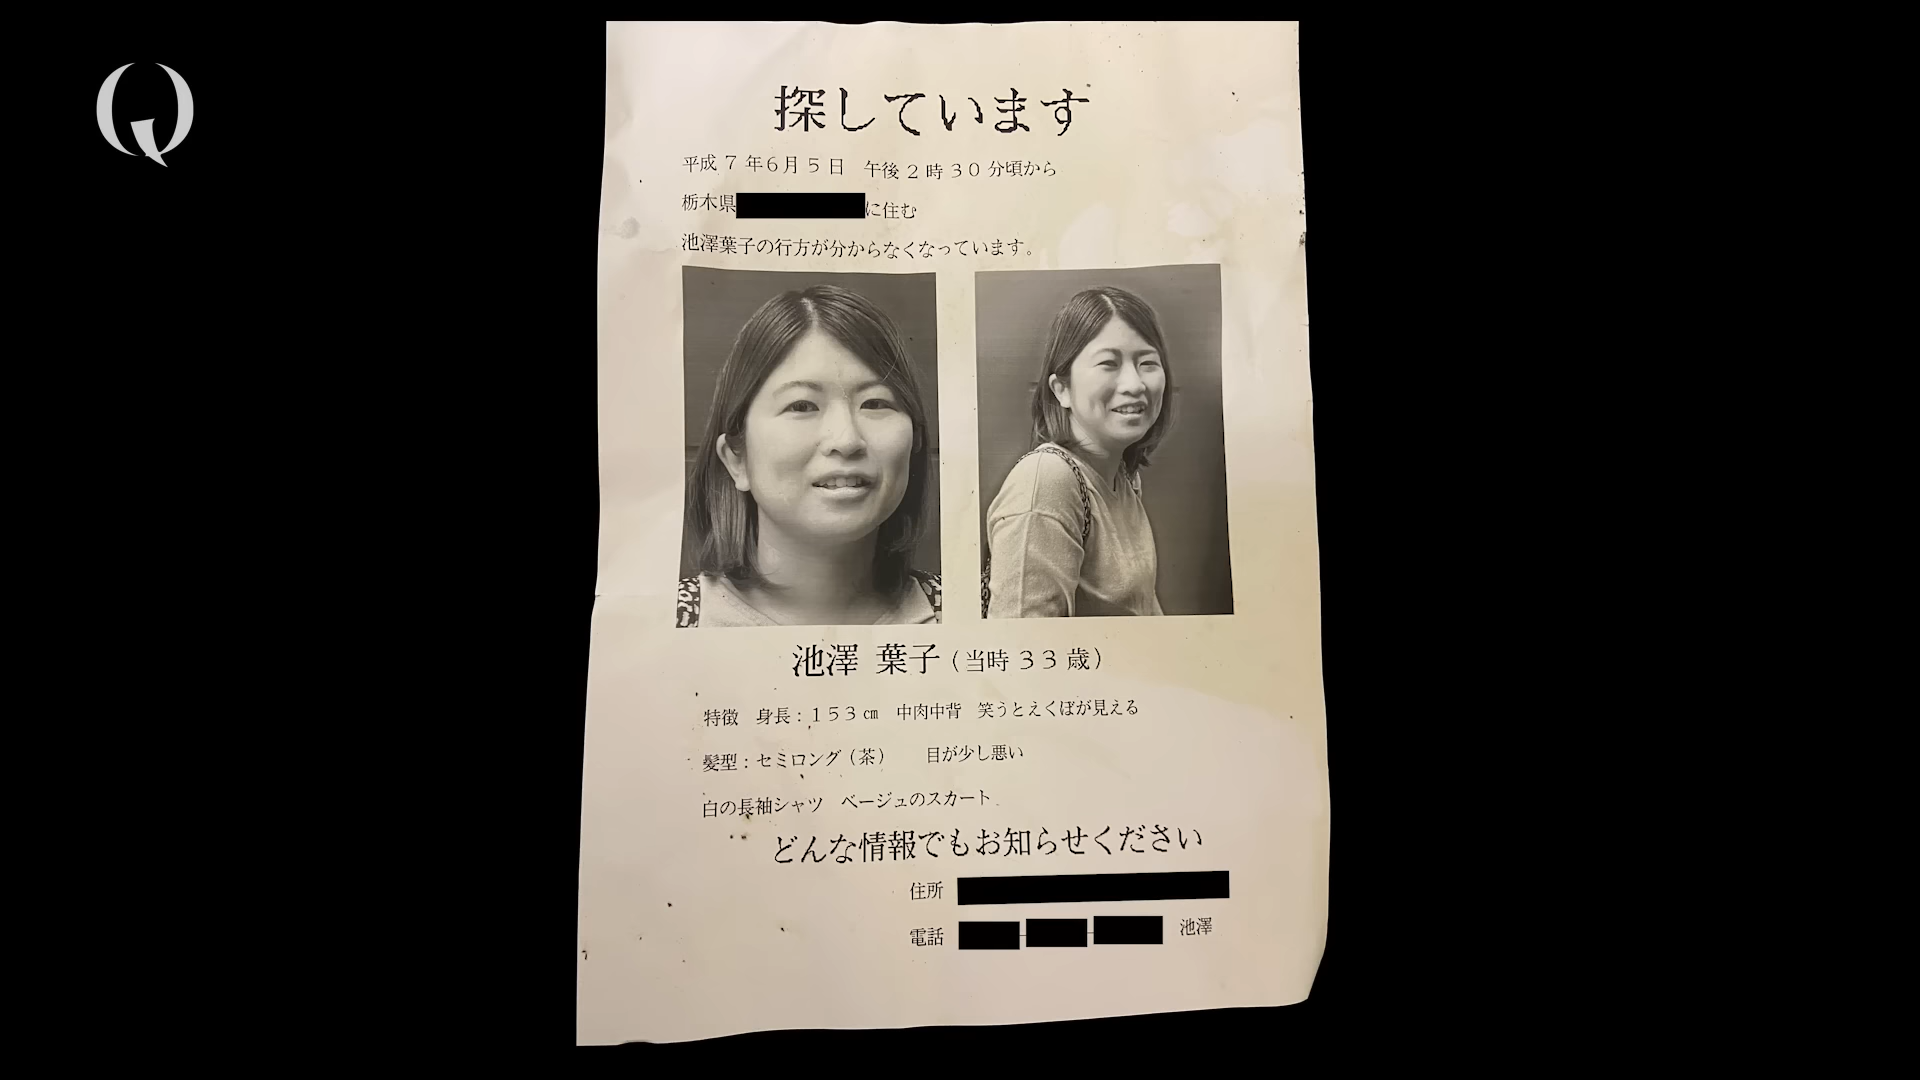 Q
探しています
平成７年６月５日　午後２時３０分頃から
栃木県に住む
池澤葉子の行方が分からなくなっています。
池澤 葉子（当時３３歳）
特徴　身長：１５３㎝　中肉中背　笑うとえくぼが見える
髪型：セミロング（茶）　目が少し悪い
白の長袖シャツ　ベージュのスカート
どんな情報でもお知らせください
住所
電話 - - 池澤